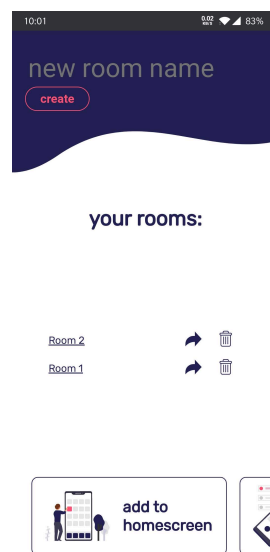 10:01 0.02 83%
new room name
create
your rooms:
Room 2
Room 1
add to
homescreen